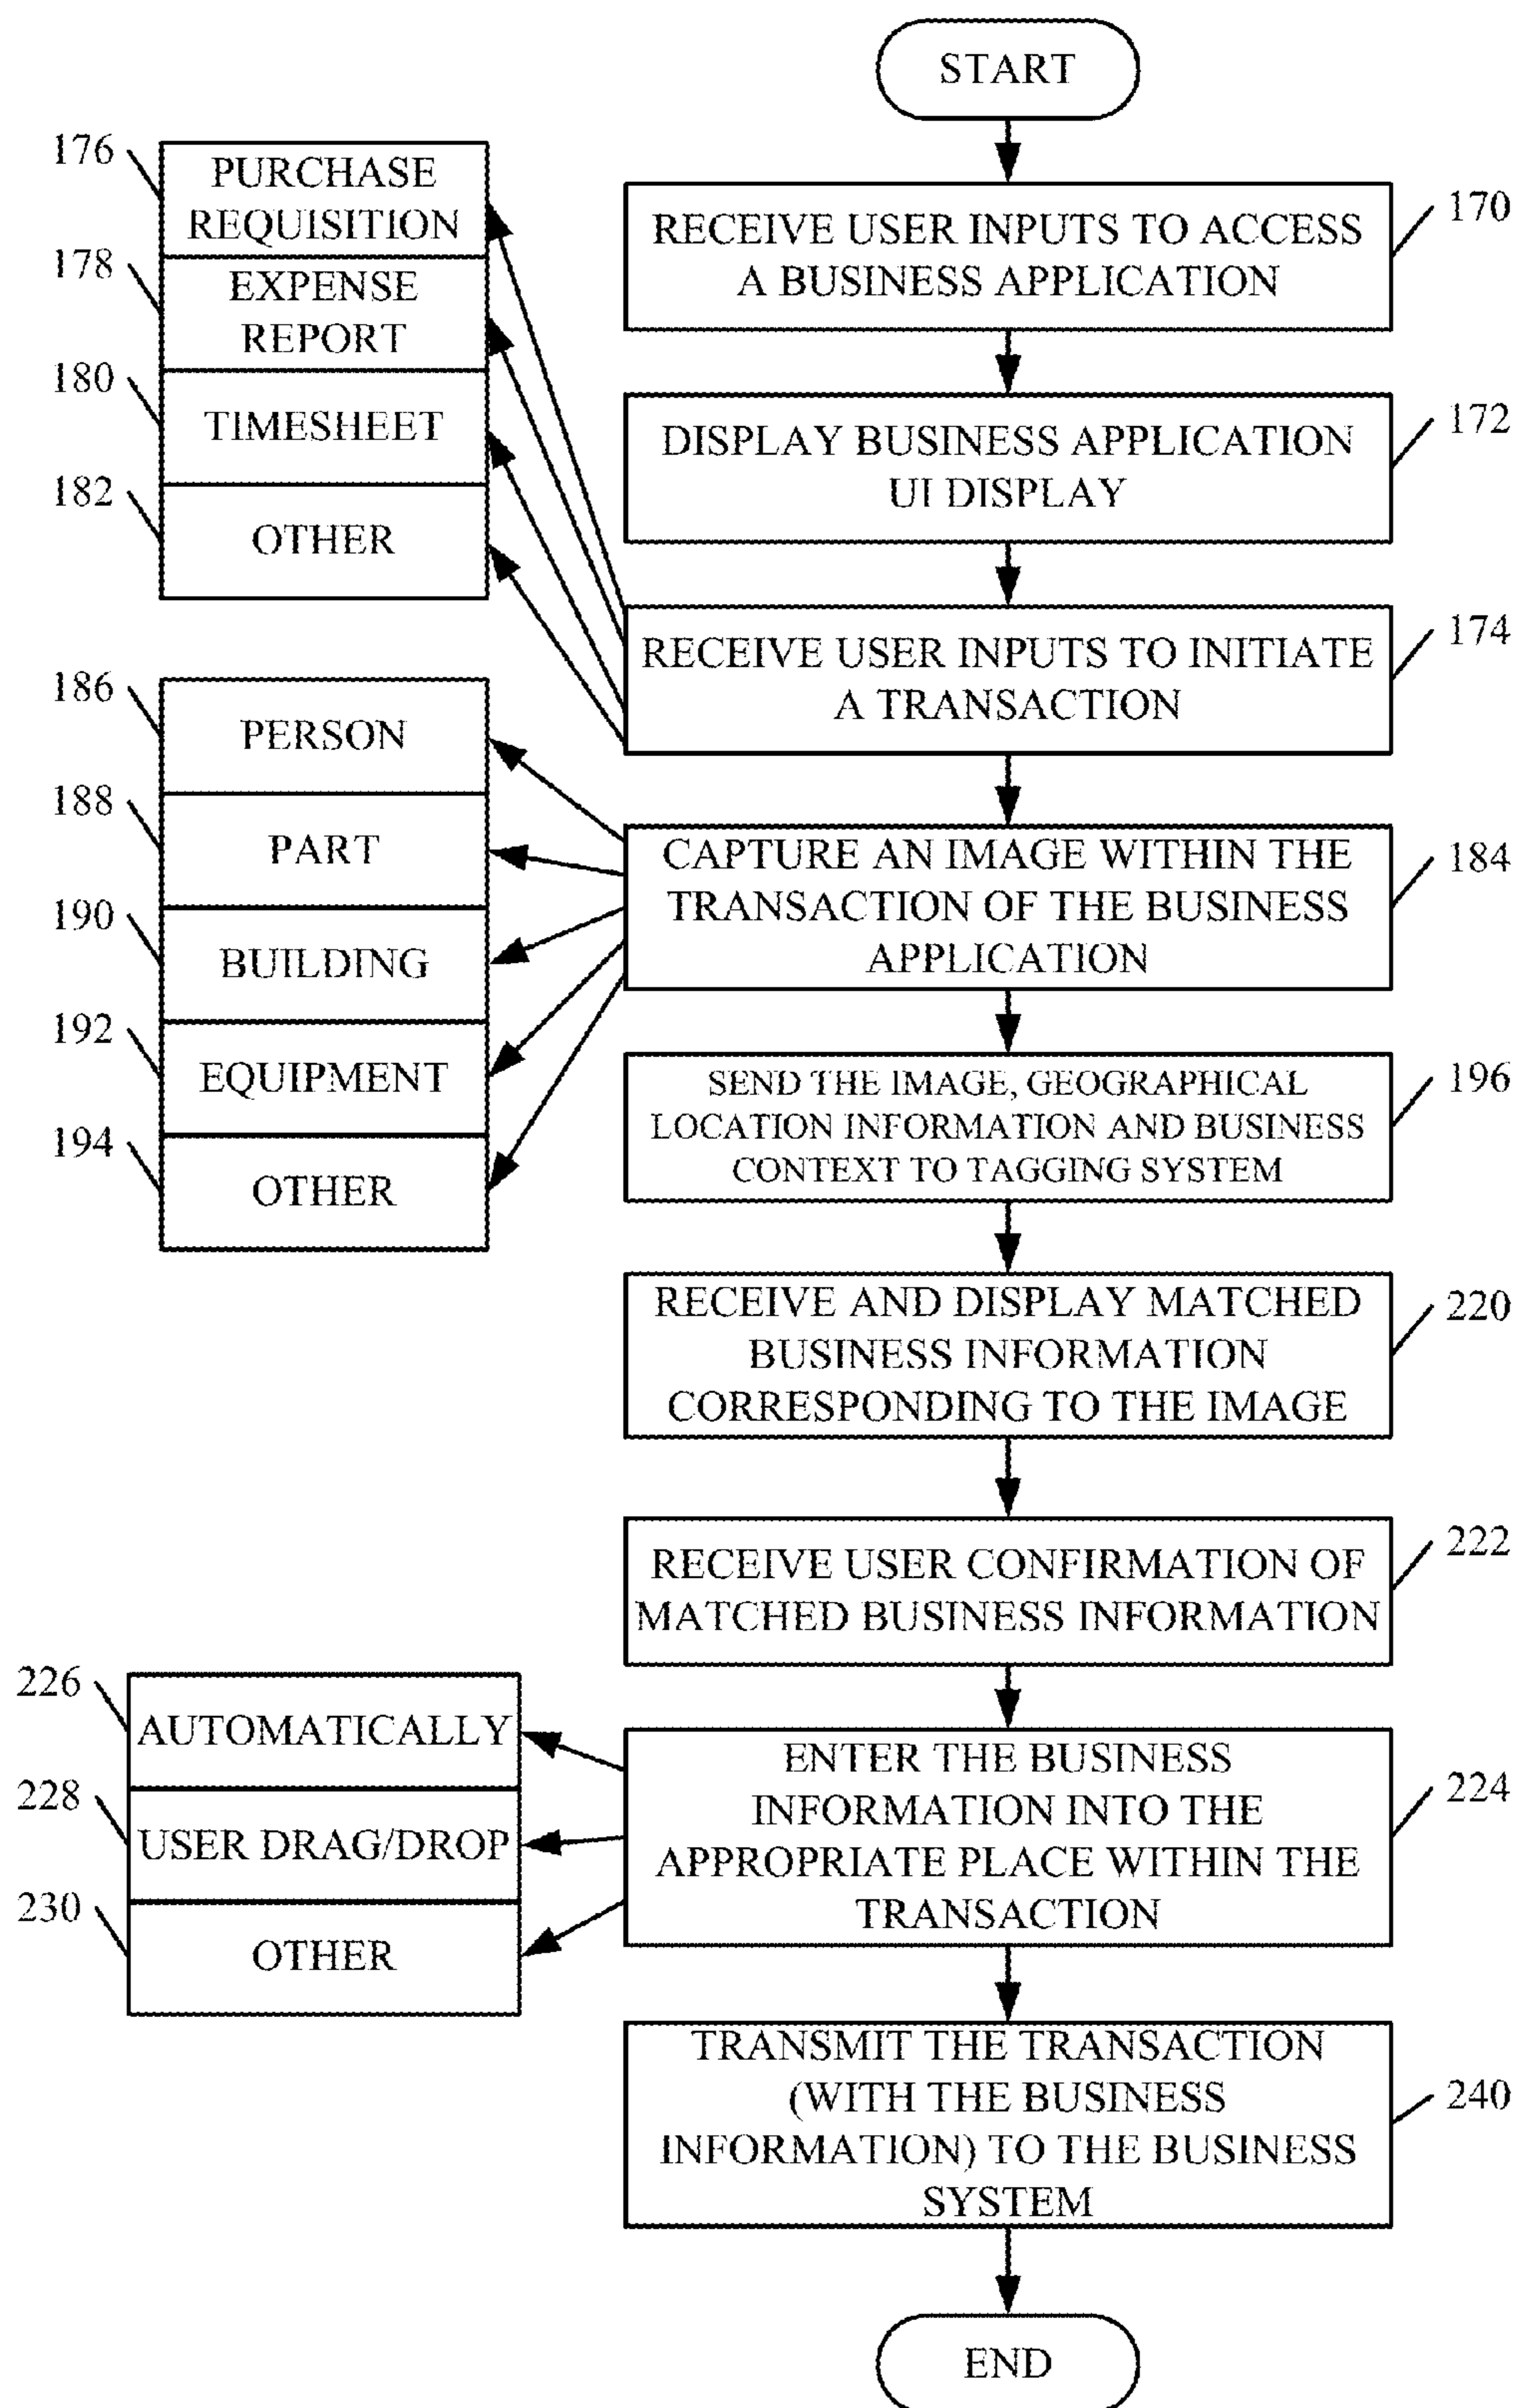 START
176
PURCHASE
REQUISITION
178
EXPENSE
REPORT
180
TIMESHEET
182
OTHER
RECEIVE USER INPUTS TO ACCESS
A BUSINESS APPLICATION
170
DISPLAY BUSINESS APPLICATION
UI DISPLAY
172
RECEIVE USER INPUTS TO INITIATE
A TRANSACTION
174
186
PERSON
188
PART
190
BUILDING
192
EQUIPMENT
194
OTHER
CAPTURE AN IMAGE WITHIN THE
TRANSACTION OF THE BUSINESS
APPLICATION
184
SEND THE IMAGE, GEOGRAPHICAL
LOCATION INFORMATION AND BUSINESS
CONTEXT TO TAGGING SYSTEM
196
RECEIVE AND DISPLAY MATCHED
BUSINESS INFORMATION
CORRESPONDING TO THE IMAGE
220
RECEIVE USER CONFIRMATION OF
MATCHED BUSINESS INFORMATION
222
226
AUTOMATICALLY
228
USER DRAG/DROP
230
OTHER
ENTER THE BUSINESS
INFORMATION INTO THE
APPROPRIATE PLACE WITHIN THE
TRANSACTION
224
TRANSMIT THE TRANSACTION
(WITH THE BUSINESS
INFORMATION) TO THE BUSINESS
SYSTEM
240
END